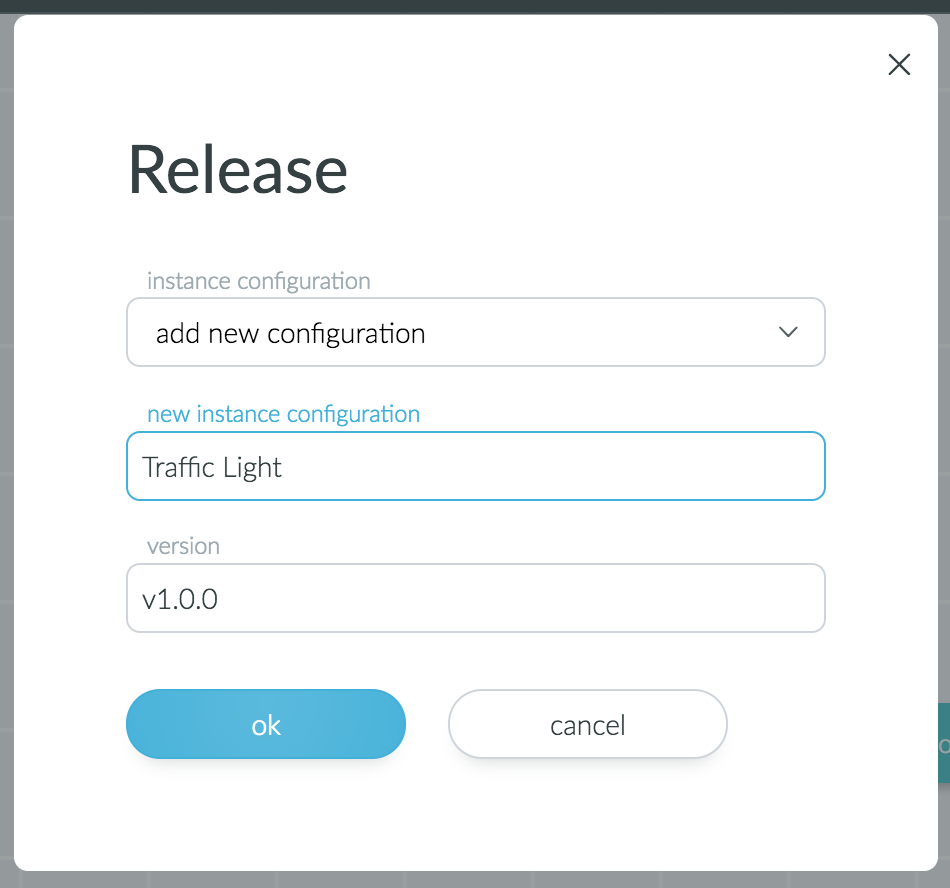 Release
instance configuration
add new configuration
new instance configuration
Traffic Light
version
v1.0.0
ok
cancel